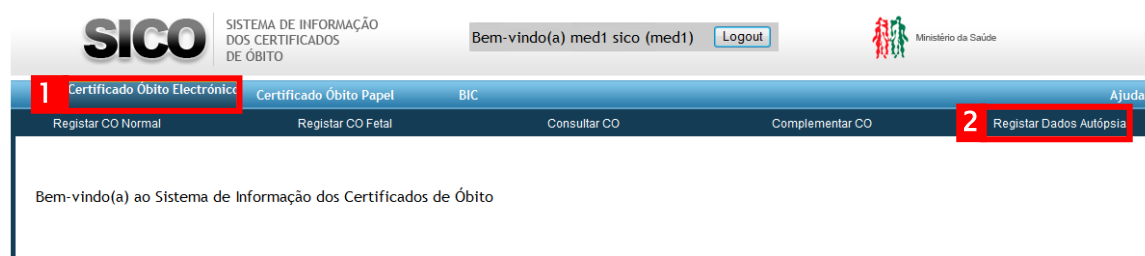 SICO
SISTEMA DE INFORMAÇÃO
DOS CERTIFICADOS
DE ÓBITO
Bem-vindo(a) med1 sico (med1) Logout
Ministério da Saúde
1 Certificado Óbito Electrónico Certificado Óbito Papel BIC Ajuda
Registar CO Normal Registar CO Fetal Consultar CO Complementar CO 2 Registar Dados Autópsia
Bem-vindo(a) ao Sistema de Informação dos Certificados de Óbito